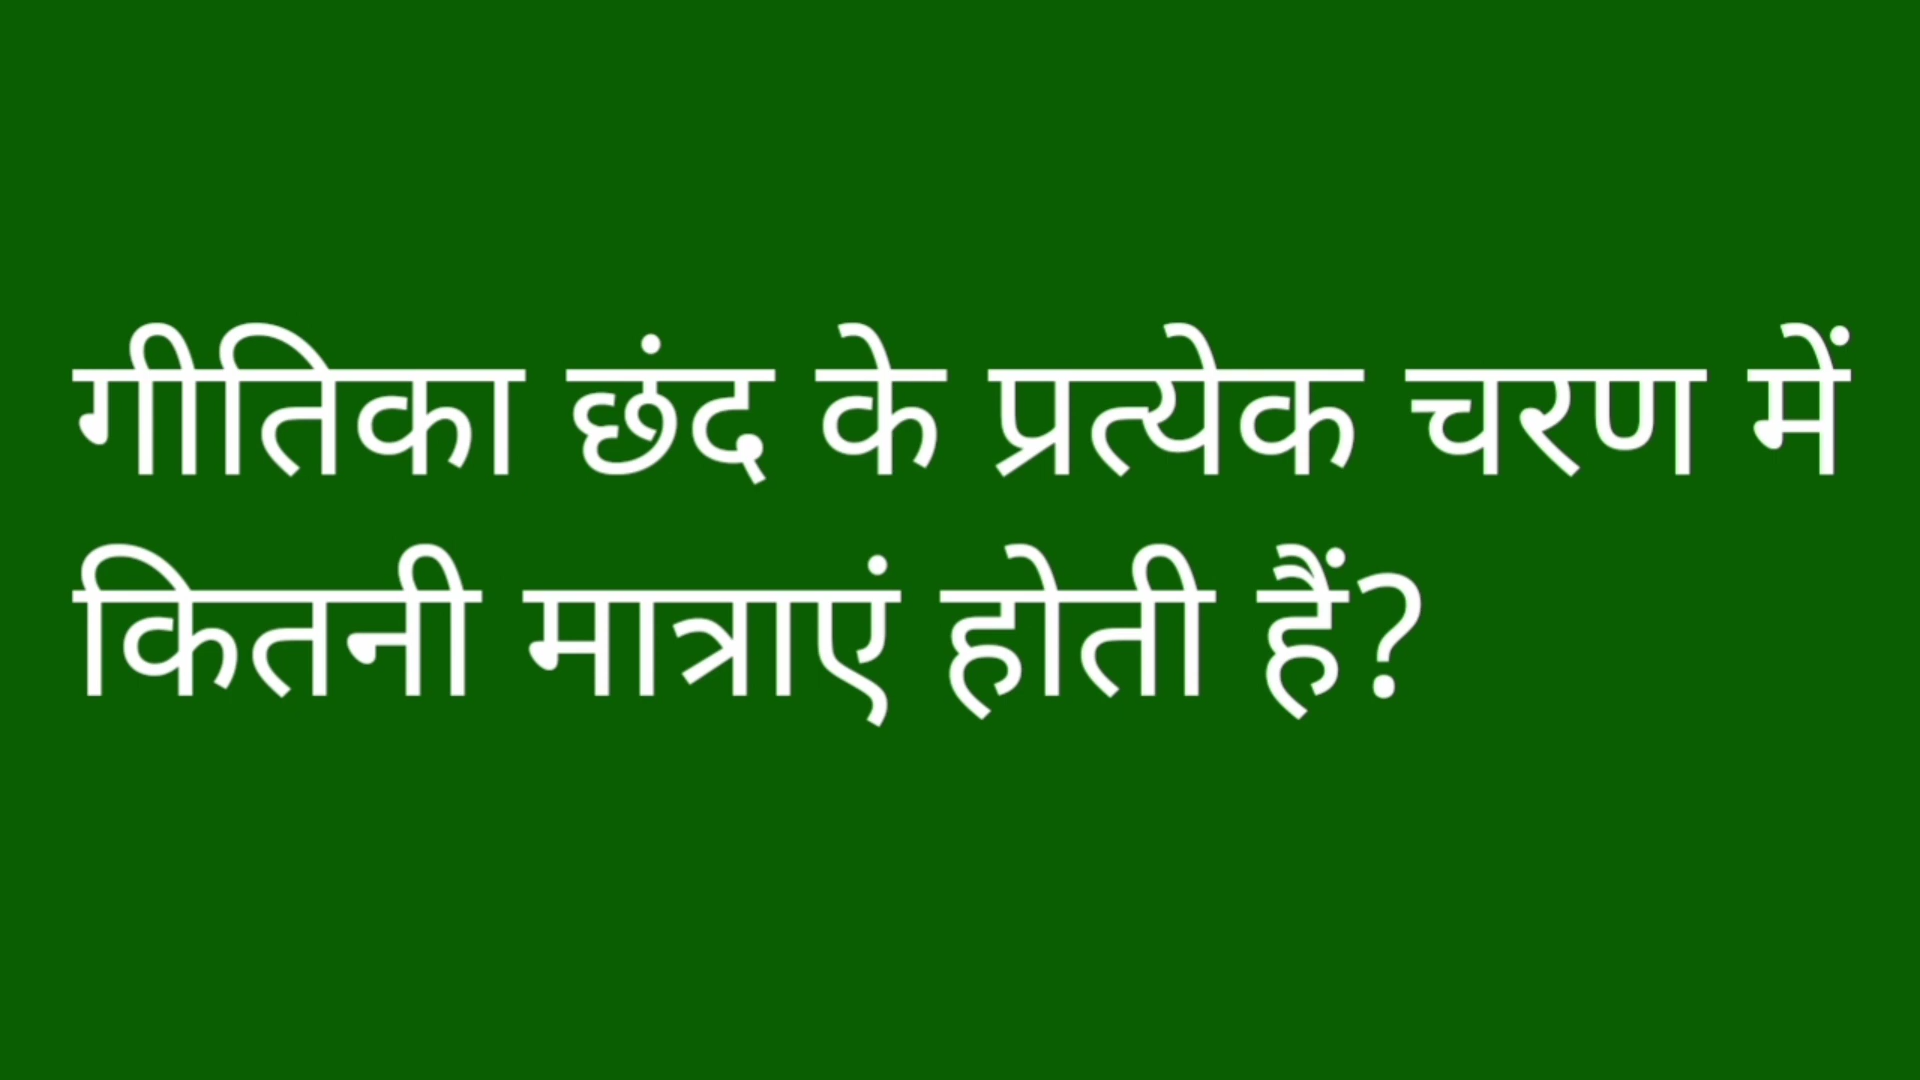 गीतिका छंद के प्रत्येक चरण में
कितनी मात्राएं होती हैं?